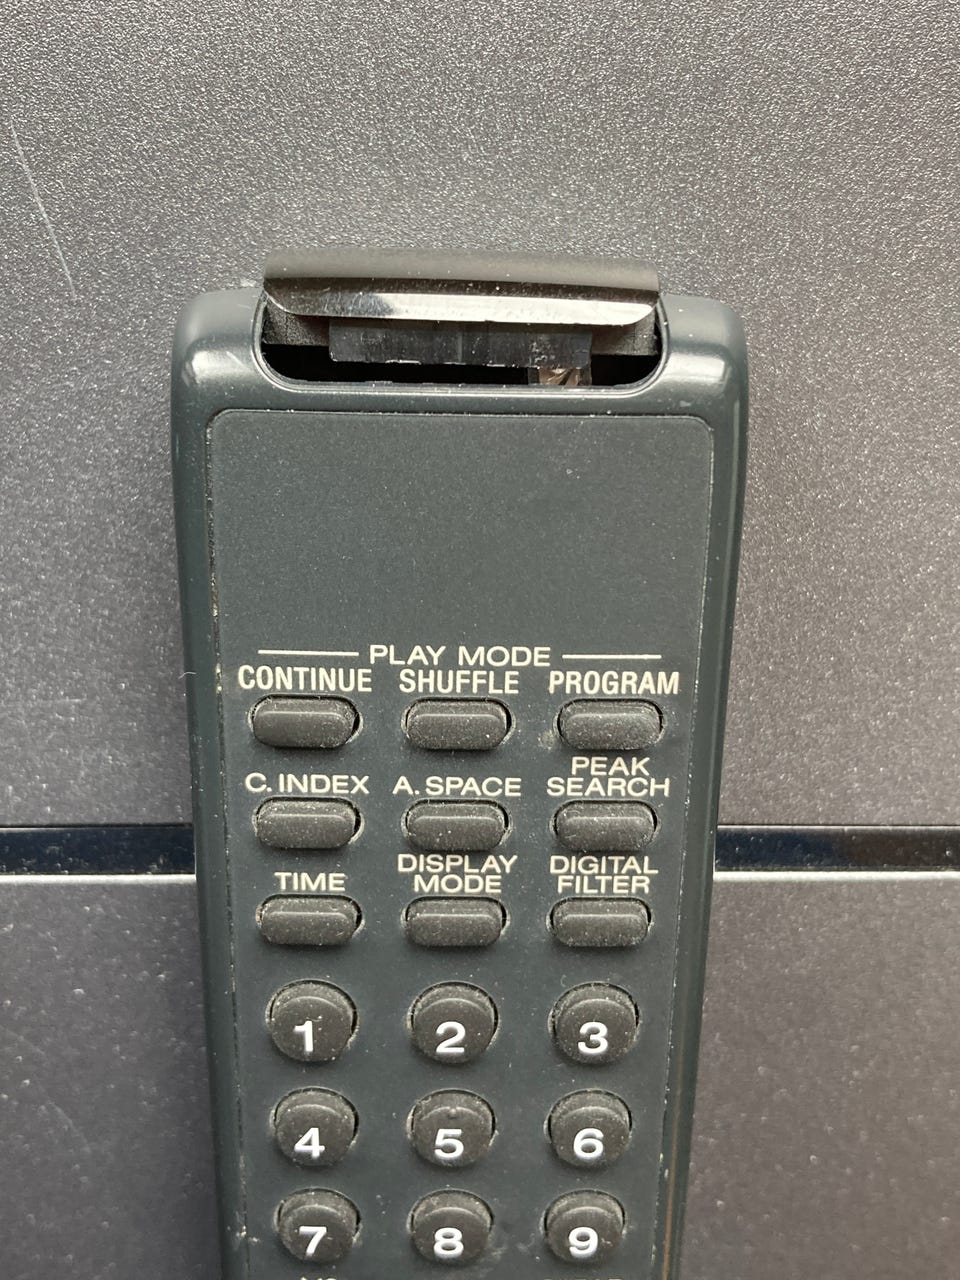 PLAY MODE
CONTINUE SHUFFLE PROGRAM
C. INDEX A. SPACE PEAK SEARCH
TIME DISPLAY MODE DIGITAL FILTER
1 2 3
4 5 6
7 8 9